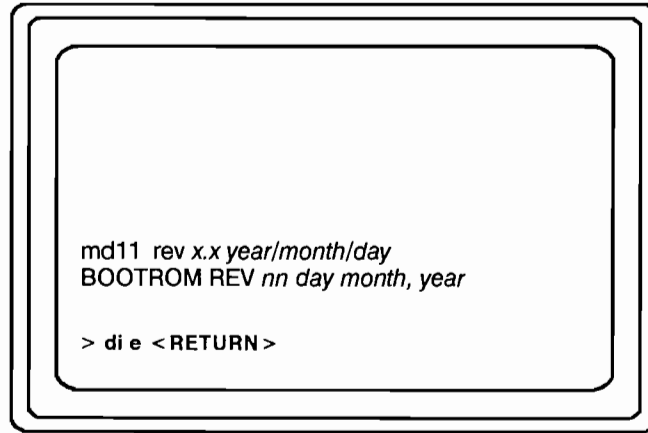 md11 rev x.x year/month/day
BOOTROM REV nn day month, year
> di e <RETURN>